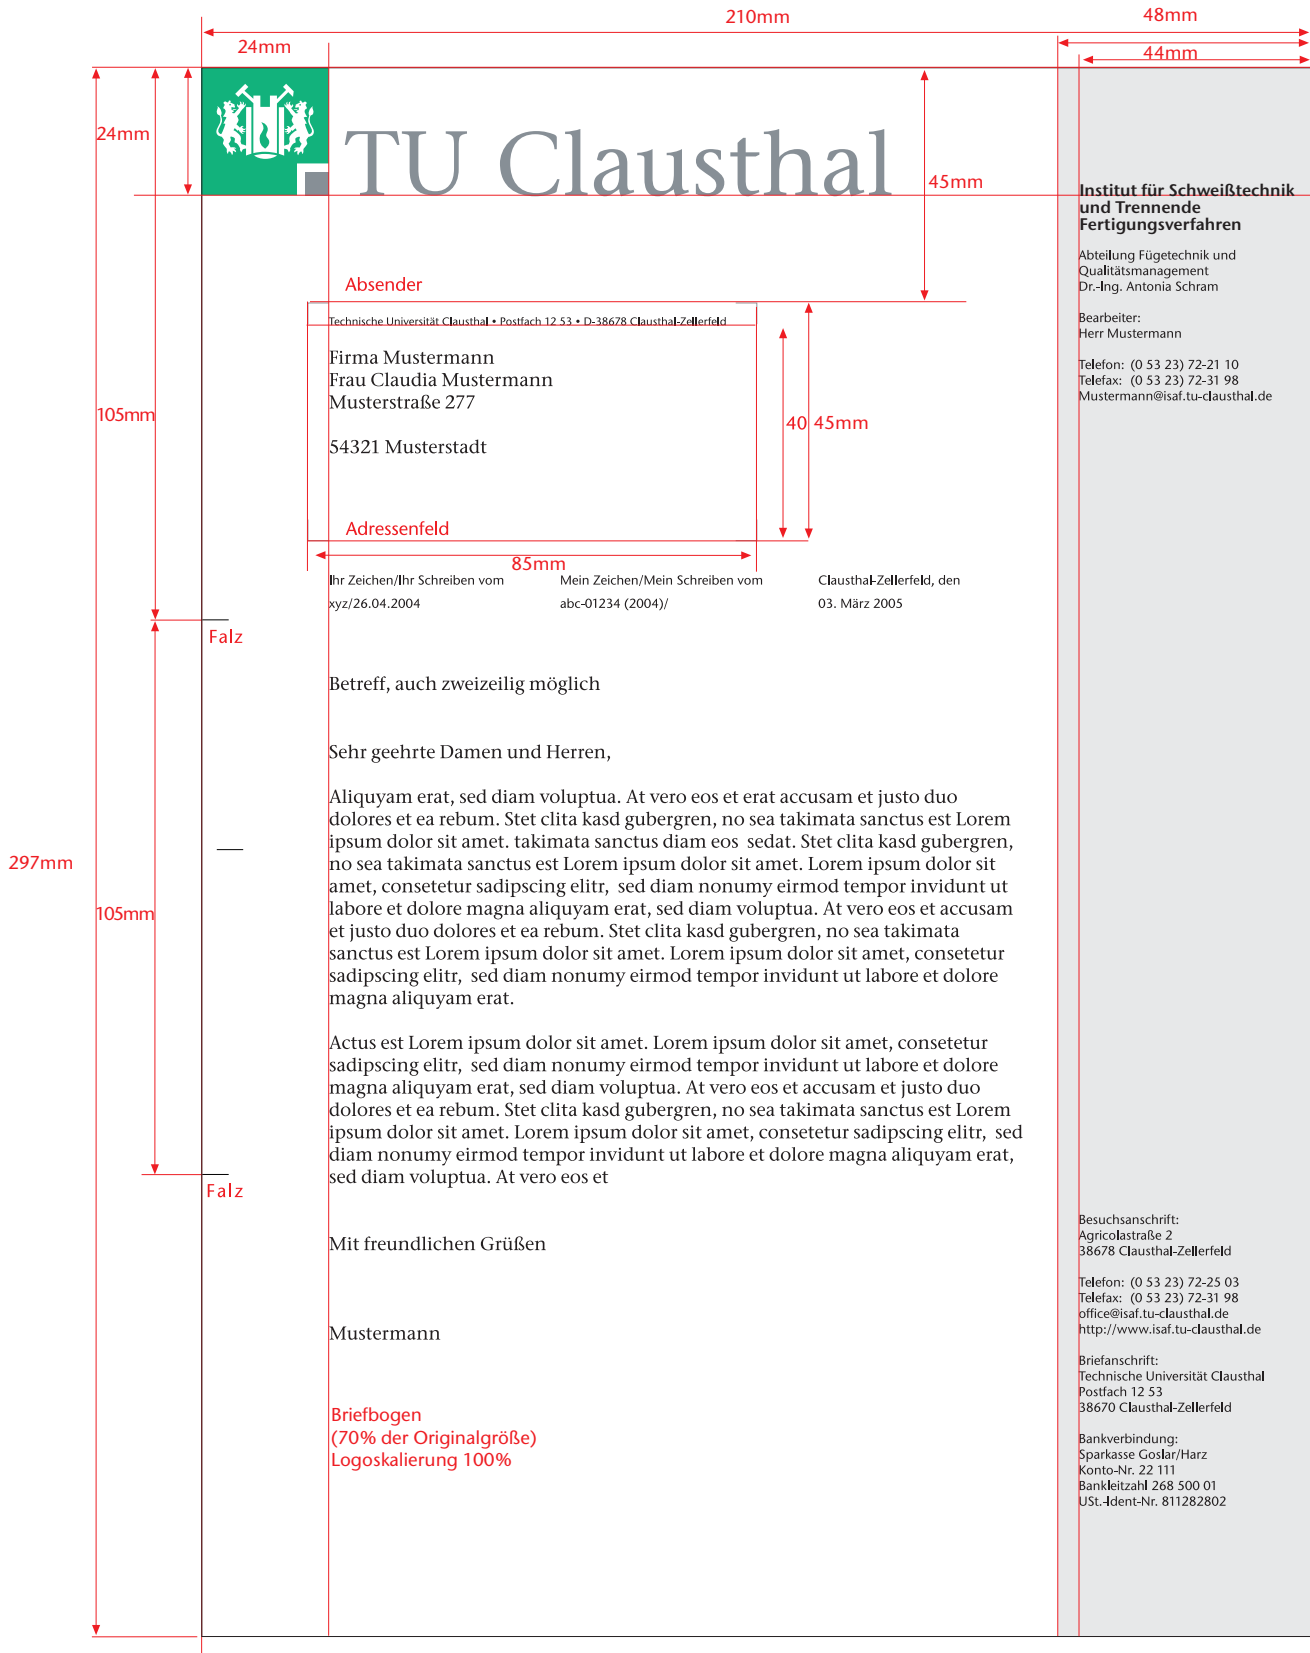 210mm
48mm
24mm
44mm
24mm
TU Clausthal
45mm
Institut für Schweißtechnik
und Trennende
Fertigungsverfahren
Abteilung Fügetechnik und
Qualitätsmanagement
Dr.-Ing. Antonia Schram
Bearbeiter:
Herr Mustermann
Telefon: (0 53 23) 72-21 10
Telefax: (0 53 23) 72-31 98
Mustermann@isaf.tu-clausthal.de
Absender
Technische Universität Clausthal • Postfach 12 53 • D-38678 Clausthal-Zellerfeld
Firma Mustermann
Frau Claudia Mustermann
Musterstraße 277
54321 Musterstadt
105mm
40 45mm
Adressenfeld
85mm
Ihr Zeichen/Ihr Schreiben vom
xyz/26.04.2004
Mein Zeichen/Mein Schreiben vom
abc-01234 (2004)/
Clausthal-Zellerfeld, den
03. März 2005
Falz
Betreff, auch zweizeilig möglich
Sehr geehrte Damen und Herren,
Aliquyam erat, sed diam voluptua. At vero eos et erat accusam et justo duo
dolores et ea rebum. Stet clita kasd gubergren, no sea takimata sanctus est Lorem
ipsum dolor sit amet. takimata sanctus diam eos  sedat. Stet clita kasd gubergren,
no sea takimata sanctus est Lorem ipsum dolor sit amet. Lorem ipsum dolor sit
amet, consetetur sadipscing elitr,  sed diam nonumy eirmod tempor invidunt ut
labore et dolore magna aliquyam erat, sed diam voluptua. At vero eos et accusam
et justo duo dolores et ea rebum. Stet clita kasd gubergren, no sea takimata
sanctus est Lorem ipsum dolor sit amet. Lorem ipsum dolor sit amet, consetetur
sadipscing elitr,  sed diam nonumy eirmod tempor invidunt ut labore et dolore
magna aliquyam erat.
297mm
105mm
Actus est Lorem ipsum dolor sit amet. Lorem ipsum dolor sit amet, consetetur
sadipscing elitr,  sed diam nonumy eirmod tempor invidunt ut labore et dolore
magna aliquyam erat, sed diam voluptua. At vero eos et accusam et justo duo
dolores et ea rebum. Stet clita kasd gubergren, no sea takimata sanctus est Lorem
ipsum dolor sit amet. Lorem ipsum dolor sit amet, consetetur sadipscing elitr,  sed
diam nonumy eirmod tempor invidunt ut labore et dolore magna aliquyam erat,
sed diam voluptua. At vero eos et
Falz
Mit freundlichen Grüßen
Mustermann
Briefbogen
(70% der Originalgröße)
Logoskalierung 100%
Besuchsanschrift:
Agricolastraße 2
38678 Clausthal-Zellerfeld
Telefon: (0 53 23) 72-25 03
Telefax: (0 53 23) 72-31 98
office@isaf.tu-clausthal.de
http://www.isaf.tu-clausthal.de
Briefanschrift:
Technische Universität Clausthal
Postfach 12 53
38670 Clausthal-Zellerfeld
Bankverbindung:
Sparkasse Goslar/Harz
Konto-Nr. 22 111
Bankleitzahl 268 500 01
USt.-Ident-Nr. 811282802